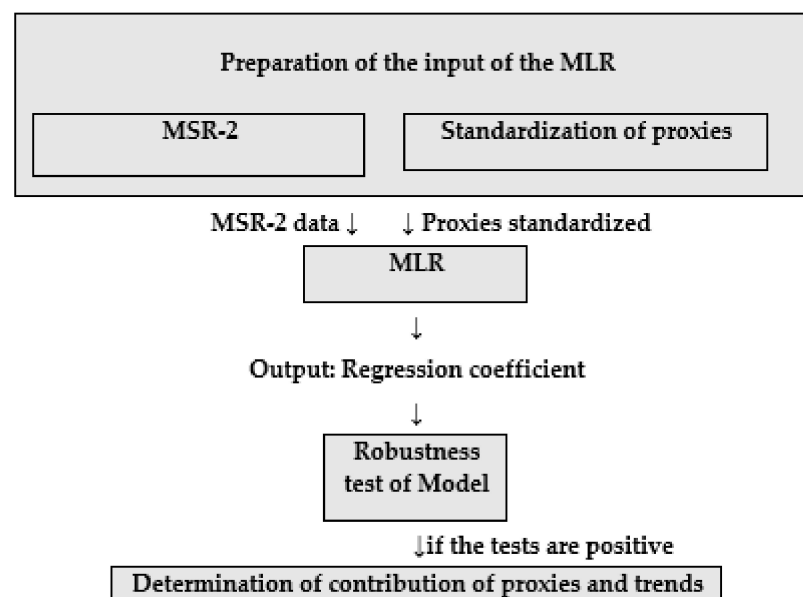 Preparation of the input of the MLR
MSR-2
Standardization of proxies
MSR-2 data ↓ ↓ Proxies standardized
MLR
↓
Output: Regression coefficient
↓
Robustness
test of Model
↓if the tests are positive
Determination of contribution of proxies and trends